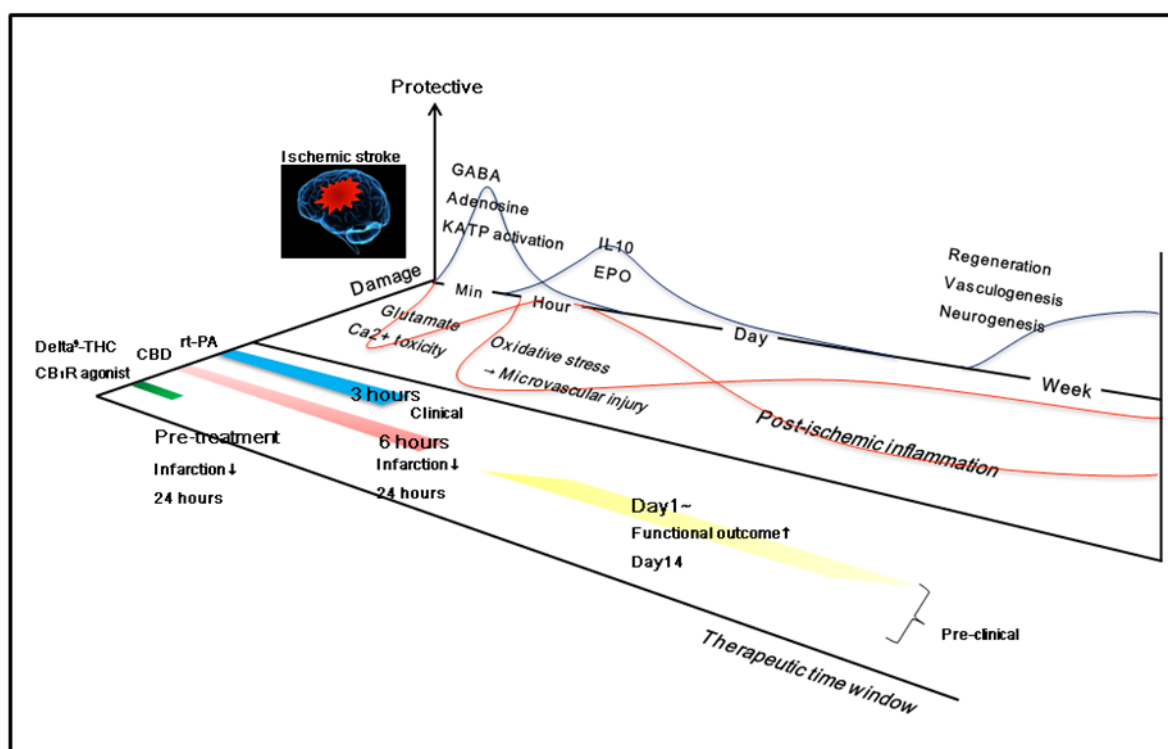 Protective
Ischemic stroke
GABA
Adenosine
KATP activation
IL10
EPO
Regeneration
Vasculogenesis
Neurogenesis
Damage
Min
Hour
Day
Week
Glutamate
Ca2+ toxicity
Oxidative stress
→ Microvascular injury
Post-ischemic inflammation
Delta⁹-THC
CB1R agonist
CBD
rt-PA
3 hours
Clinical
6 hours
Infarction↓
24 hours
Pre-treatment
Infarction↓
24 hours
Day1~
Functional outcome↑
Day14
Pre-clinical
Therapeutic time window